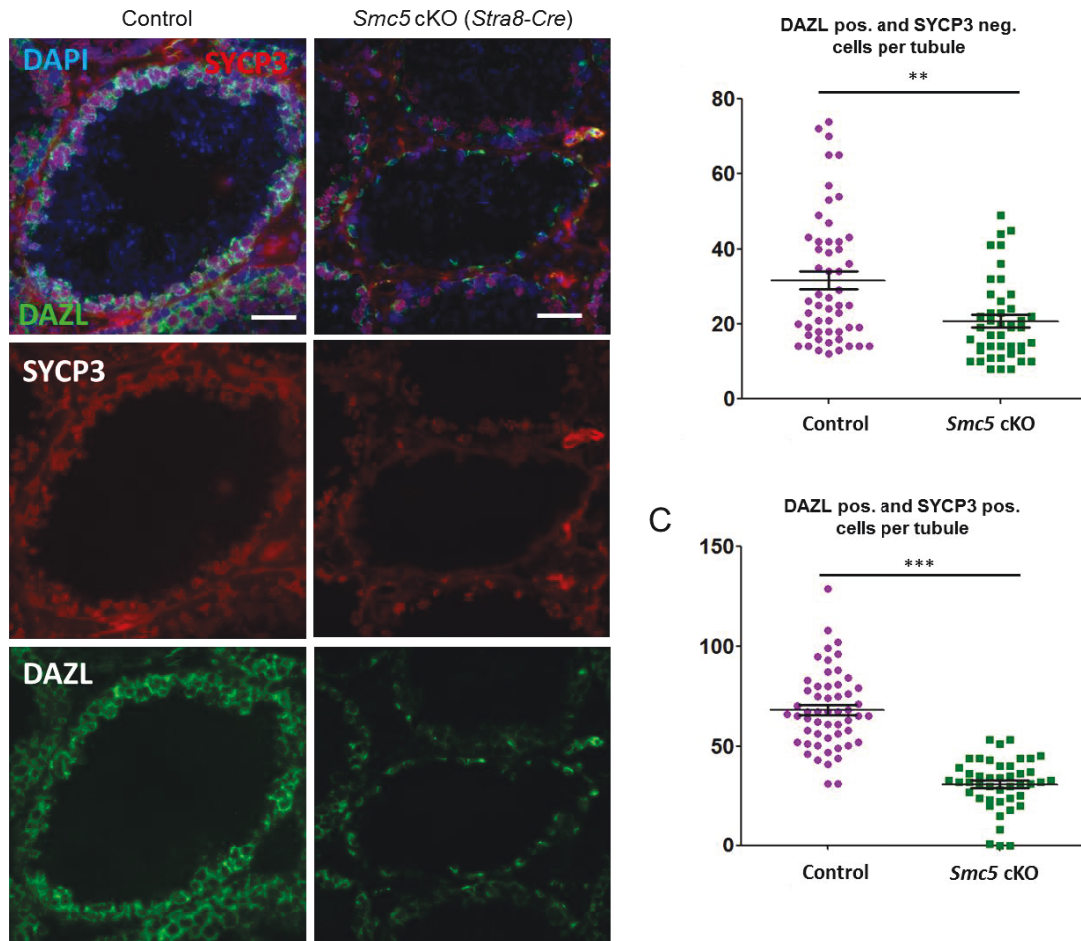 Control
Smc5 cKO (Stra8-Cre)
DAPI
SYCP3
DAZL
SYCP3
DAZL
DAZL pos. and SYCP3 neg.
cells per tubule
**
80
60
40
20
0
Control
Smc5 cKO
C
DAZL pos. and SYCP3 pos.
cells per tubule
***
150
100
50
0
Control
Smc5 cKO